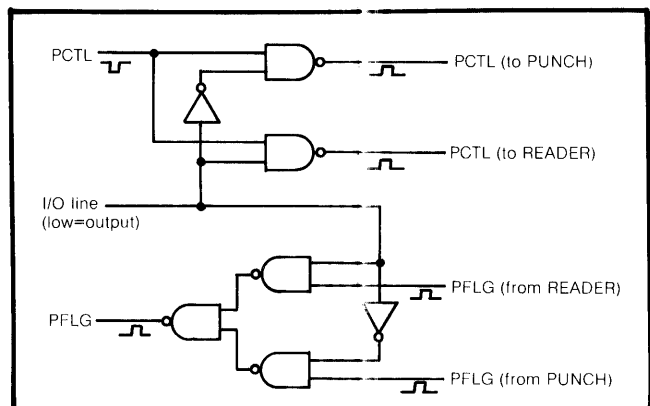 PCTL
PCTL (to PUNCH)
PCTL (to READER)
I/O line
(low=output)
PFLG (from READER)
PFLG
PFLG (from PUNCH)